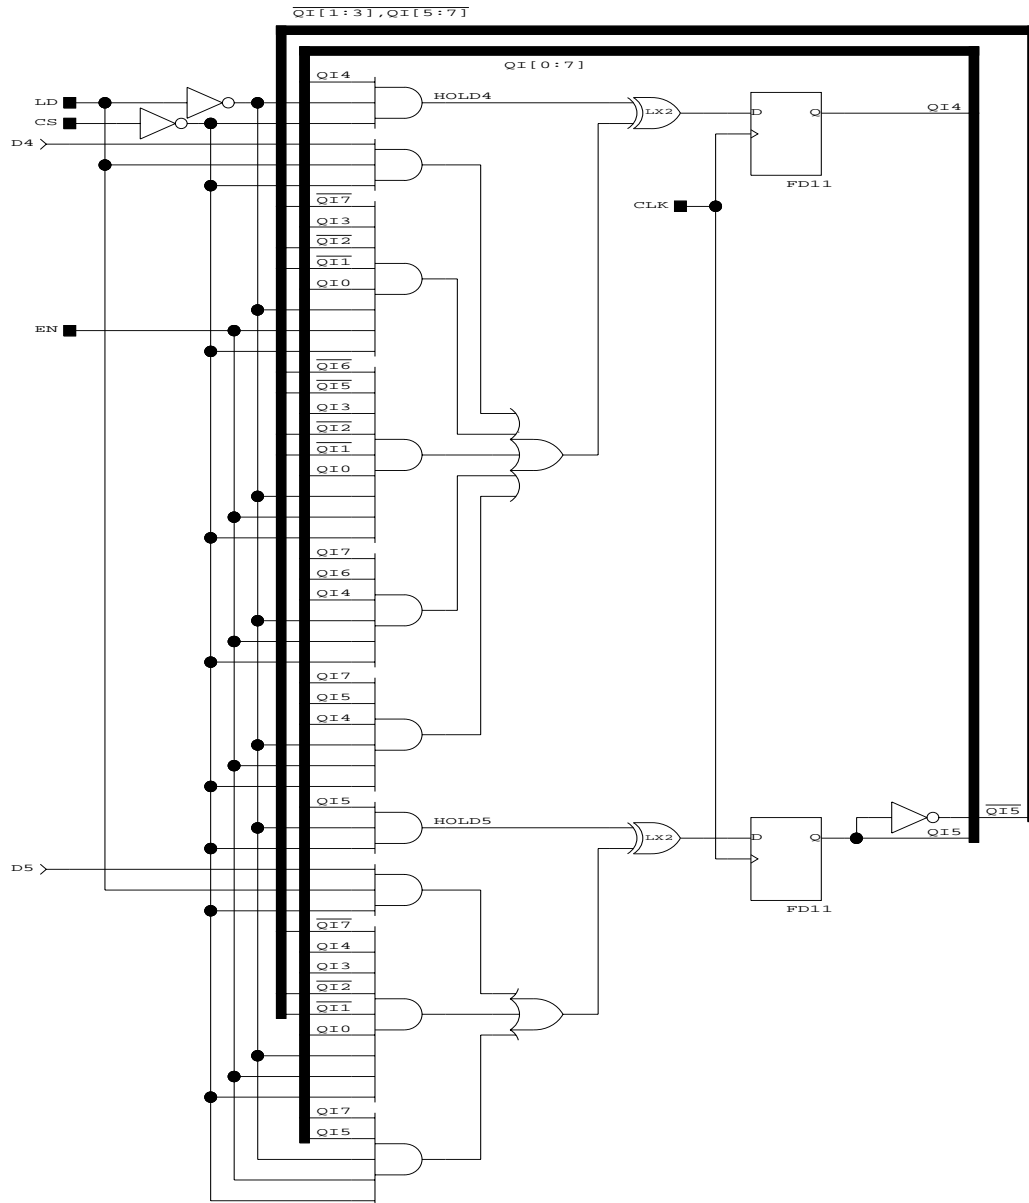 QI[1:3],QI[5:7]
QI[0:7]
QI4
LD
HOLD4
LX2
D
Q
QI4
CS
D4
FD11
QI7
CLK
QI3
QI2
QI1
QI0
EN
QI6
QI5
QI3
QI2
QI1
QI0
QI7
QI6
QI4
QI7
QI5
QI4
QI5
HOLD5
LX2
D
Q
QI5
QI5
D5
FD11
QI7
QI4
QI3
QI2
QI1
QI0
QI7
QI5